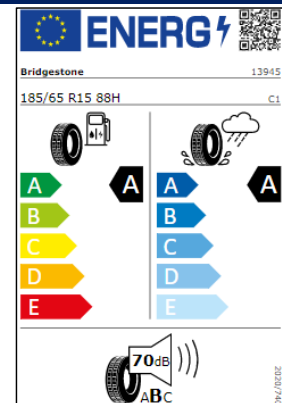 ENERG
Bridgestone 13945
185/65 R15 88H C1
A A A A
B B
C C
D D
E E
70dB
ABC
2020/740